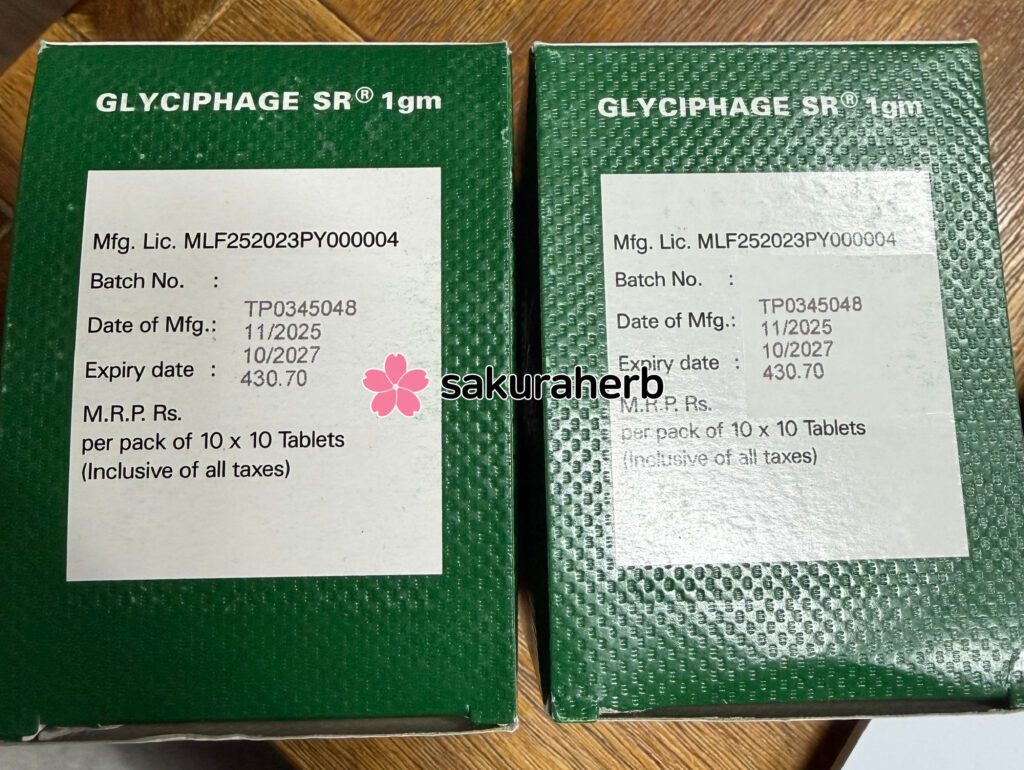 GLYCIPHAGE SR® 1gm
Mfg. Lic. MLF252023PY000004
Batch No. :
TP0345048
Date of Mfg.: 11/2025
10/2027
Expiry date : 430.70
M.R.P. Rs.
per pack of 10 x 10 Tablets
(Inclusive of all taxes)
GLYCIPHAGE SR® 1gm
Mfg. Lic. MLF252023PY000004
Batch No. :
TP0345048
Date of Mfg.: 11/2025
10/2027
Expiry date : 430.70
M.R.P. Rs.
per pack of 10 x 10 Tablets
(Inclusive of all taxes)
sakuraherb